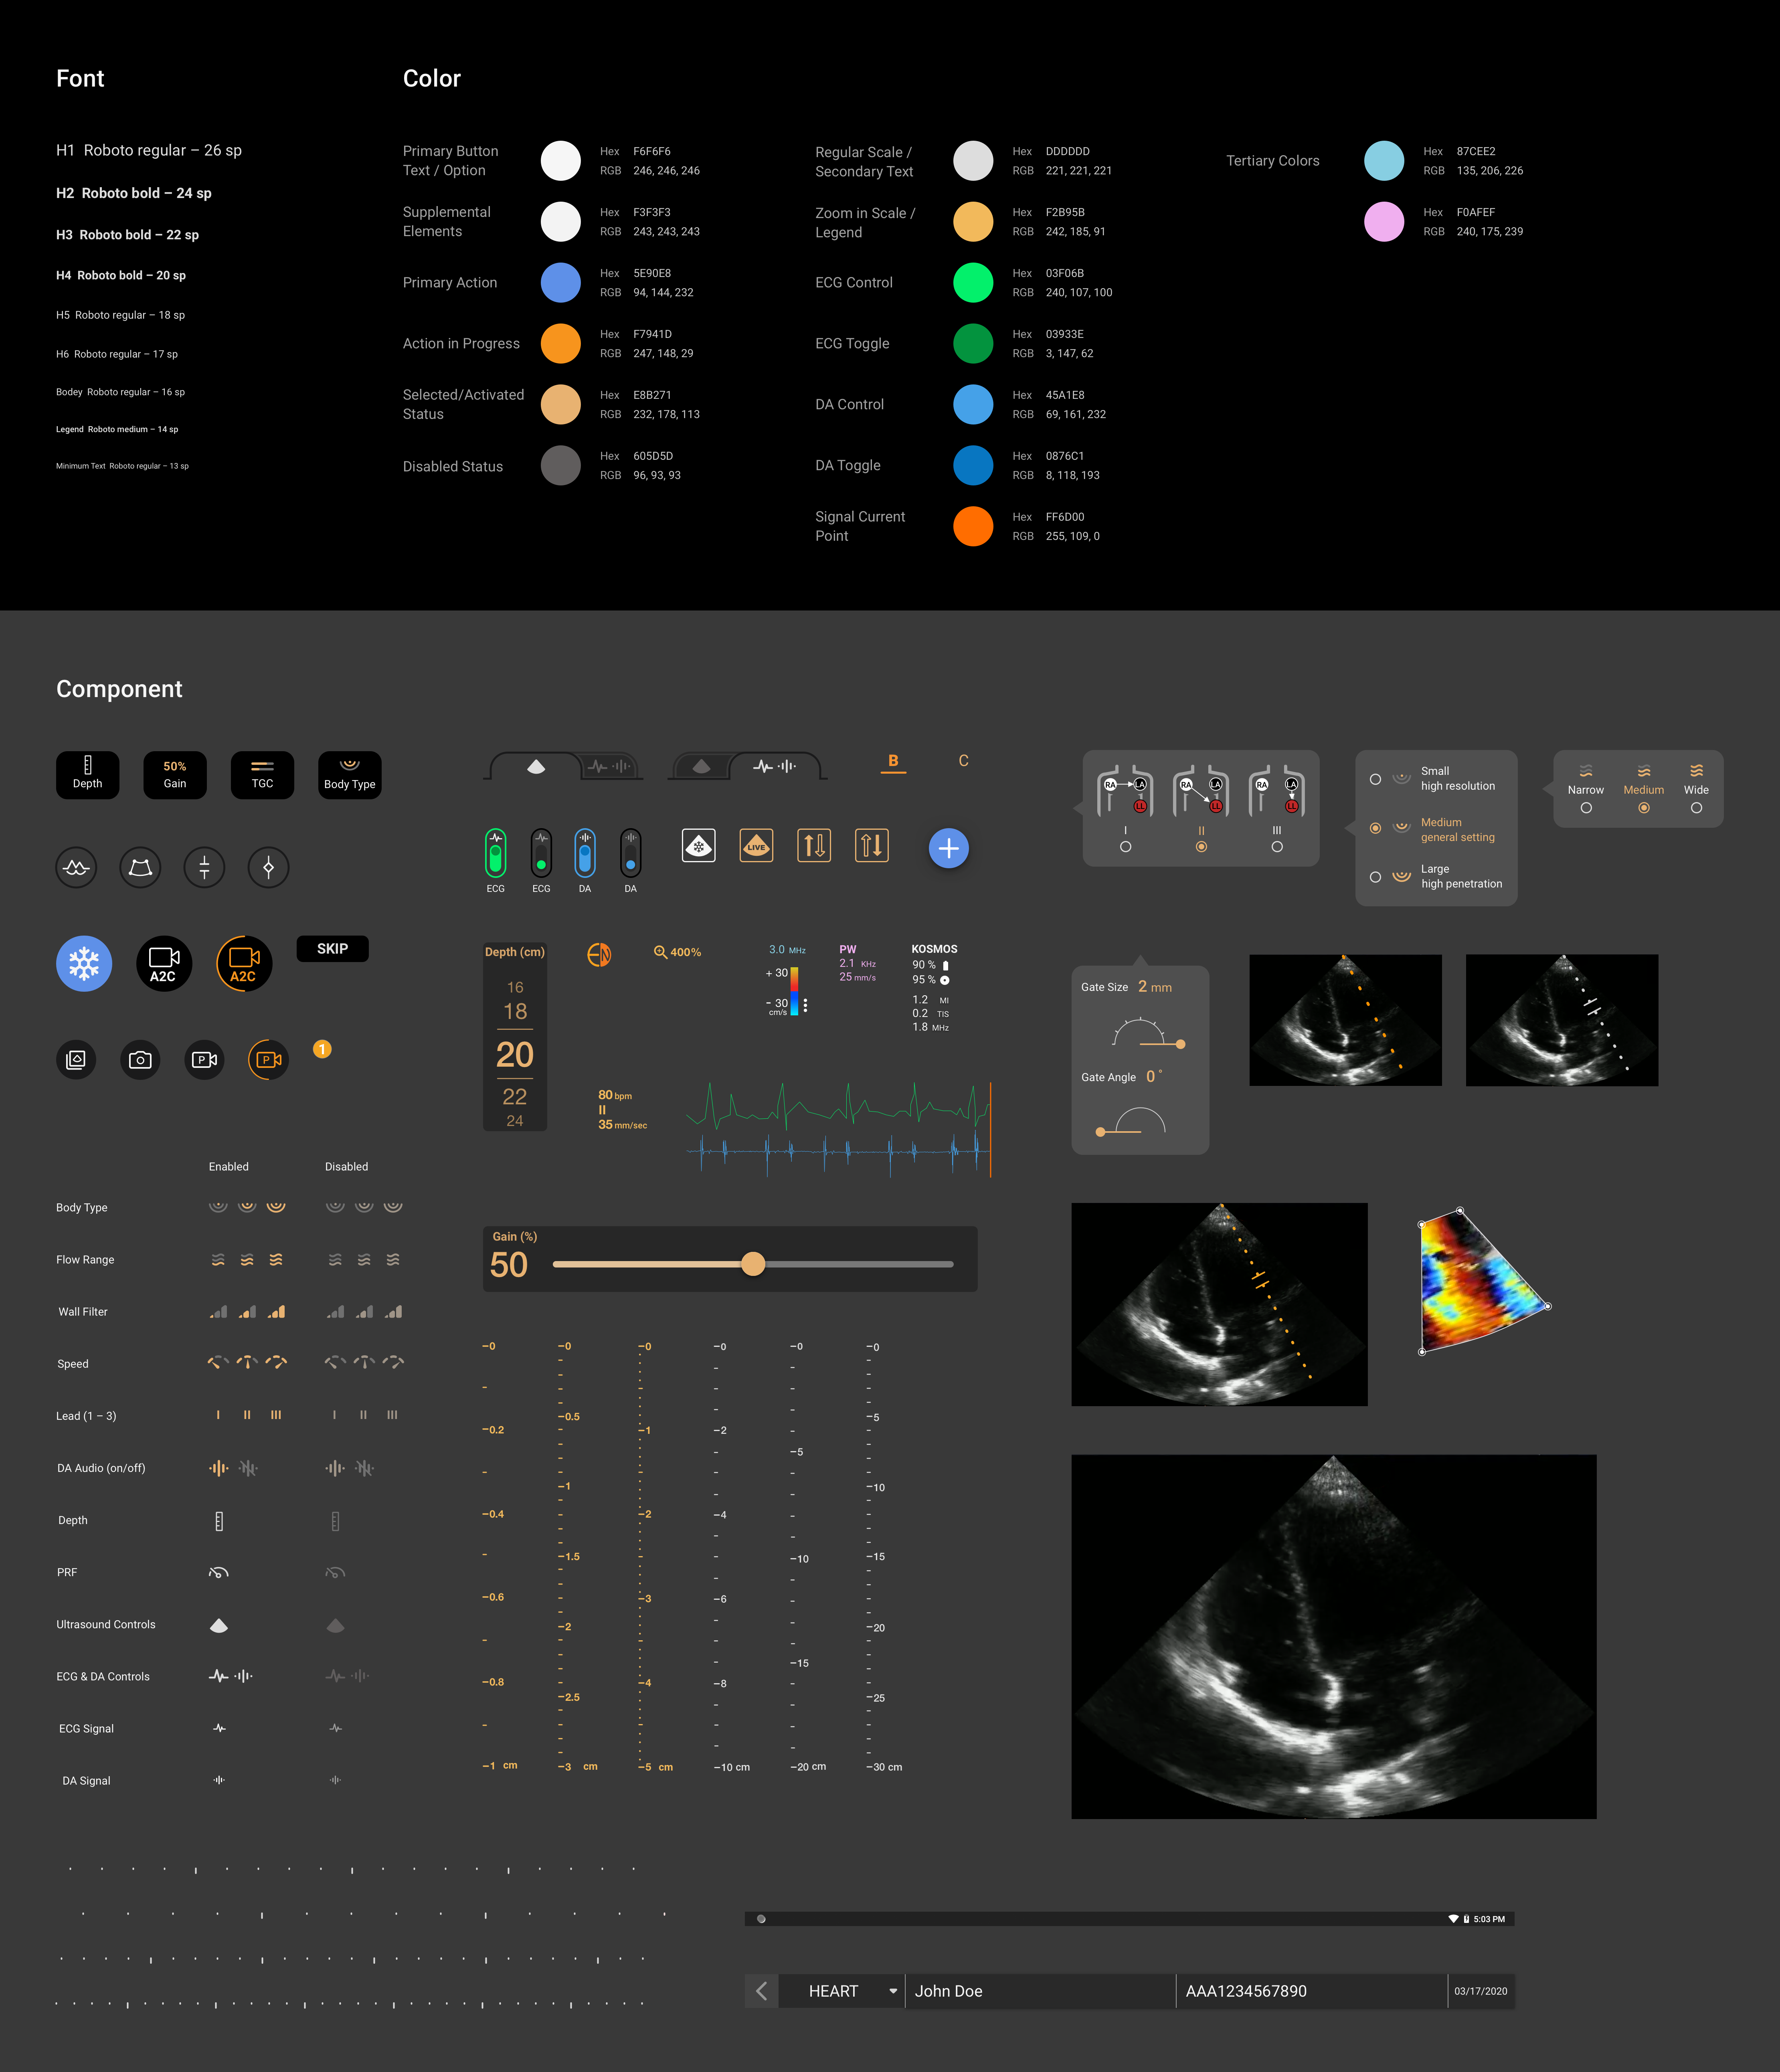 Font
H1 Roboto regular – 26 sp
H2 Roboto bold – 24 sp
H3 Roboto bold – 22 sp
H4 Roboto bold – 20 sp
H5 Roboto regular – 18 sp
H6 Roboto regular – 17 sp
Bodey Roboto regular – 16 sp
Legend Roboto medium – 14 sp
Minimum Text Roboto regular – 13 sp
Color
Primary Button
Text / Option
Hex F6F6F6
RGB 246, 246, 246
Supplemental
Elements
Hex F3F3F3
RGB 243, 243, 243
Primary Action
Hex 5E90E8
RGB 94, 144, 232
Action in Progress
Hex F7941D
RGB 247, 148, 29
Selected/Activated
Status
Hex E8B271
RGB 232, 178, 113
Disabled Status
Hex 605D5D
RGB 96, 93, 93
Regular Scale /
Secondary Text
Hex DDDDDD
RGB 221, 221, 221
Zoom in Scale /
Legend
Hex F2B95B
RGB 242, 185, 91
ECG Control
Hex 03F06B
RGB 240, 107, 100
ECG Toggle
Hex 03933E
RGB 3, 147, 62
DA Control
Hex 45A1E8
RGB 69, 161, 232
DA Toggle
Hex 0876C1
RGB 8, 118, 193
Signal Current
Point
Hex FF6D00
RGB 255, 109, 0
Tertiary Colors
Hex 87CEE2
RGB 135, 206, 226
Hex F0AFEF
RGB 240, 175, 239
Component
Depth
50%
Gain
TGC
Body Type
A2C
A2C
SKIP
P
P
1
Enabled Disabled
Body Type
Flow Range
Wall Filter
Speed
Lead (1 – 3) I II III I II III
DA Audio (on/off)
Depth
PRF
Ultrasound Controls
ECG & DA Controls
ECG Signal
DA Signal
B C
ECG ECG DA DA
LIVE
Depth (cm)
16
18
20
22
24
400%
3.0 MHz
+ 30
- 30
cm/s
PW
2.1 KHz
25 mm/s
KOSMOS
90 %
95 %
1.2 MI
0.2 TIS
1.8 MHz
80 bpm
II
35 mm/sec
Gain (%)
50
–0
–0.2
–0.4
–0.6
–0.8
–1 cm
–0
–0.5
–1
–1.5
–2
–2.5
–3 cm
–0
–1
–2
–3
–4
–5 cm
–0
–2
–4
–6
–8
–10 cm
–0
–5
–10
–15
–20 cm
–0
–5
–10
–15
–20
–25
–30 cm
RA LA LL
RA LA LL
RA LA LL
I II III
Small
high resolution
Medium
general setting
Large
high penetration
Narrow Medium Wide
Gate Size 2 mm
Gate Angle 0°
5:03 PM
HEART John Doe AAA1234567890 03/17/2020